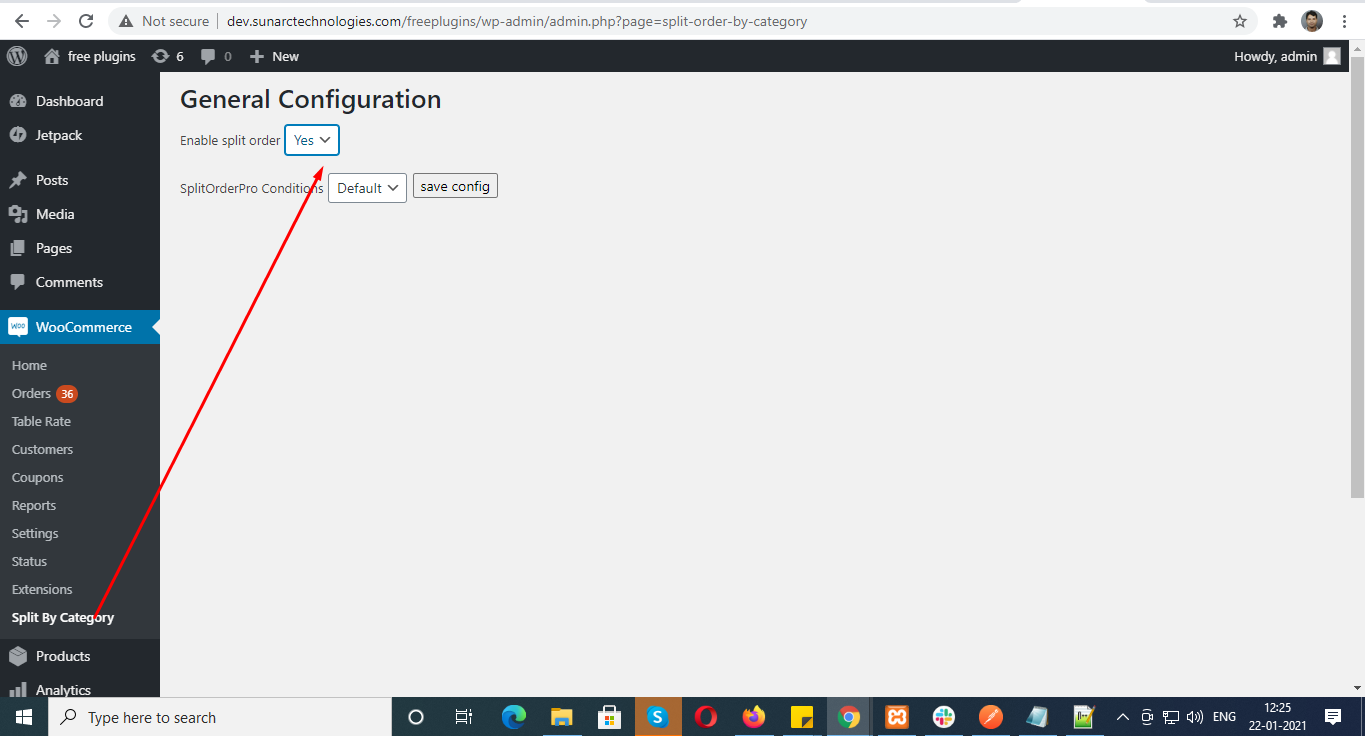 Not secure dev.sunarctechnologies.com/freeplugins/wp-admin/admin.php?page=split-order-by-category
free plugins 6 0 New Howdy, admin
Dashboard
Jetpack
Posts
Media
Pages
Comments
woo WooCommerce
Home
Orders 36
Table Rate
Customers
Coupons
Reports
Settings
Status
Extensions
Split By Category
Products
Analytics
General Configuration
Enable split order Yes
SplitOrderPro Conditions Default save config
Type here to search
ENG
12:25
22-01-2021